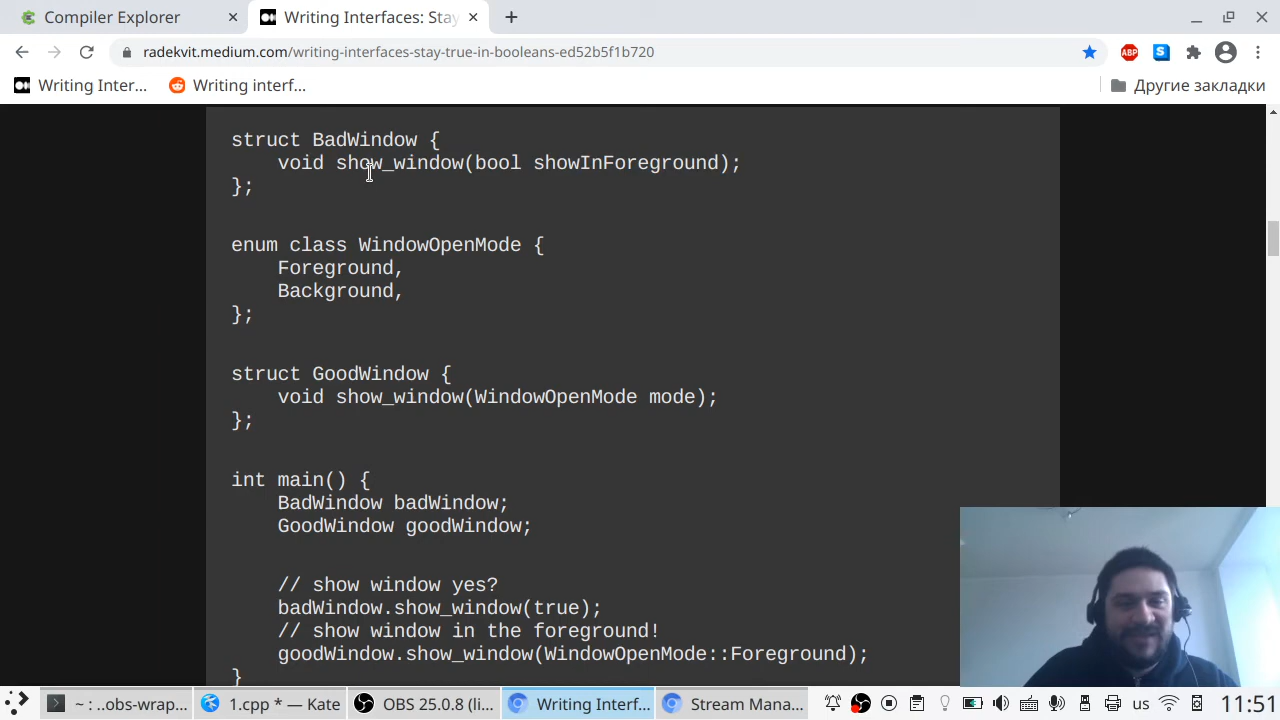 Compiler Explorer
Writing Interfaces: Stay
radekvit.medium.com/writing-interfaces-stay-true-in-booleans-ed52b5f1b720
ABP
S
Writing Inter...
Writing interf...
Другие закладки
struct BadWindow {
void show_window(bool showInForeground);
};
enum class WindowOpenMode {
Foreground,
Background,
};
struct GoodWindow {
void show_window(WindowOpenMode mode);
};
int main() {
BadWindow badWindow;
GoodWindow goodWindow;
// show window yes?
badWindow.show_window(true);
// show window in the foreground!
goodWindow.show_window(WindowOpenMode::Foreground);
}
~ : ..obs-wrap...
1.cpp * — Kate
OBS 25.0.8 (li...
Writing Interf...
Stream Mana...
us
11:51